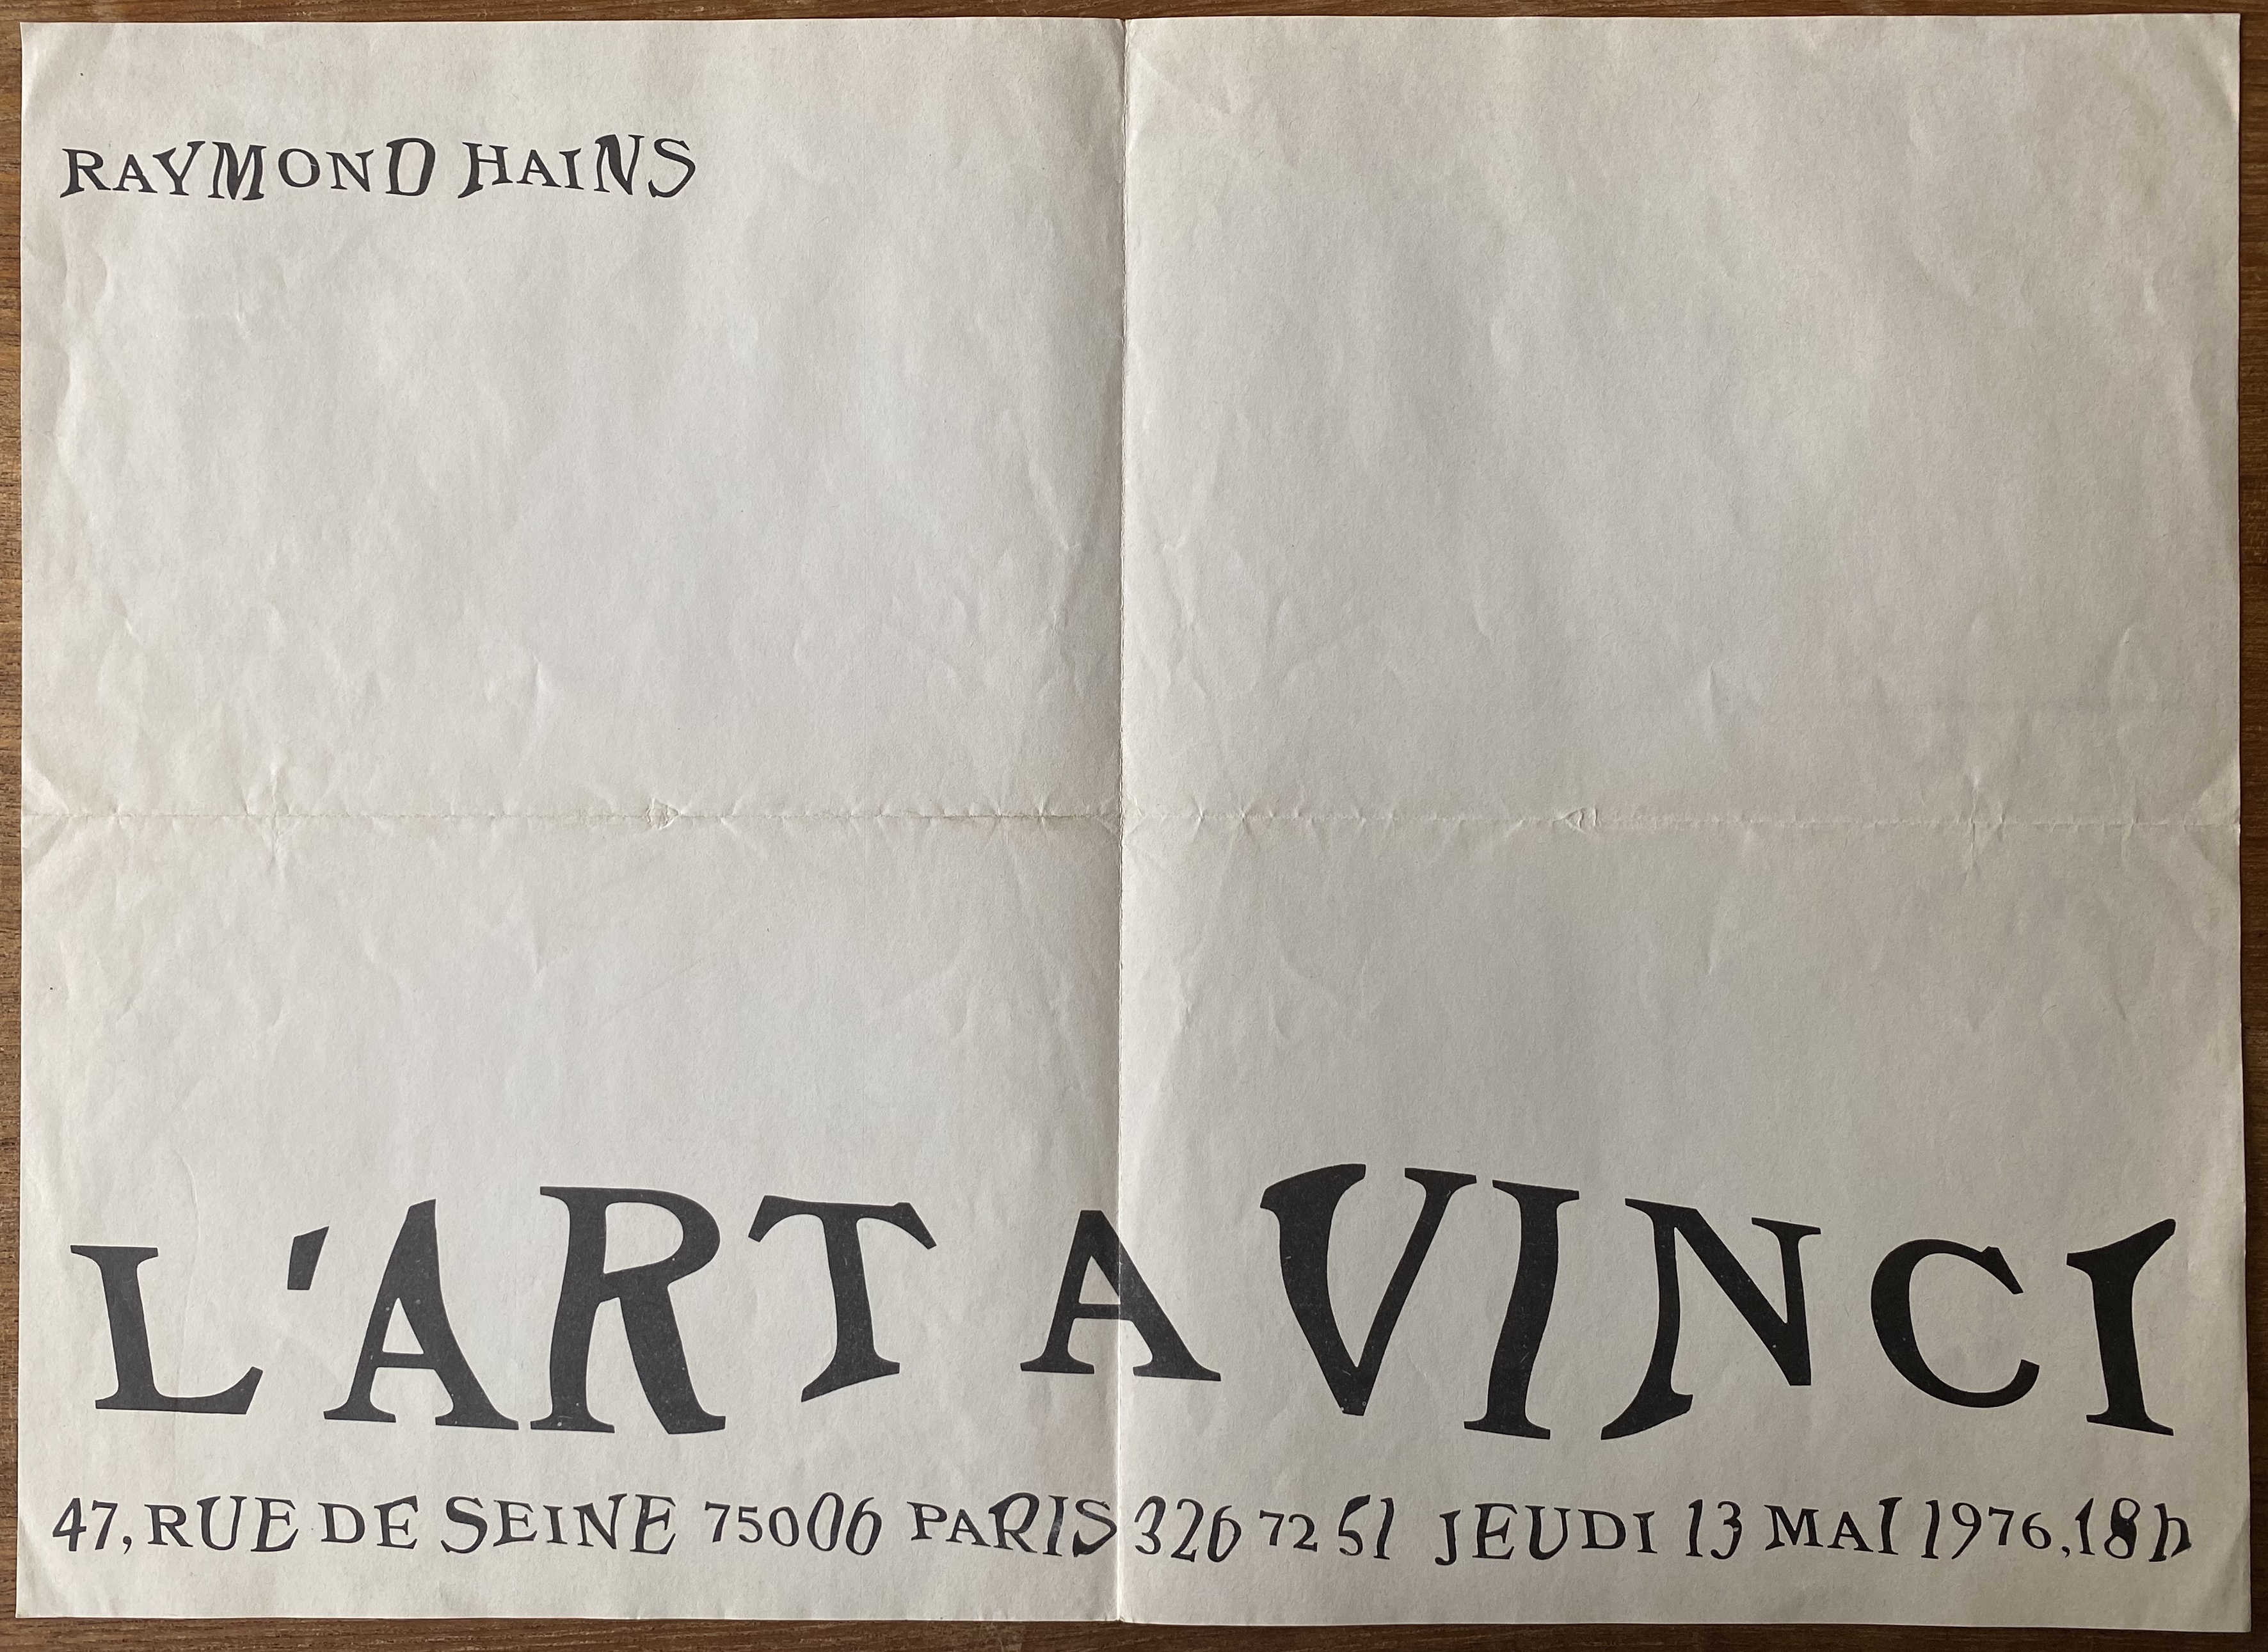 RAYMOND HAINS
L'ART A VINCI
47, RUE DE SEINE 75006 PARIS 326 72 51 JEUDI 13 MAI 1976, 18h